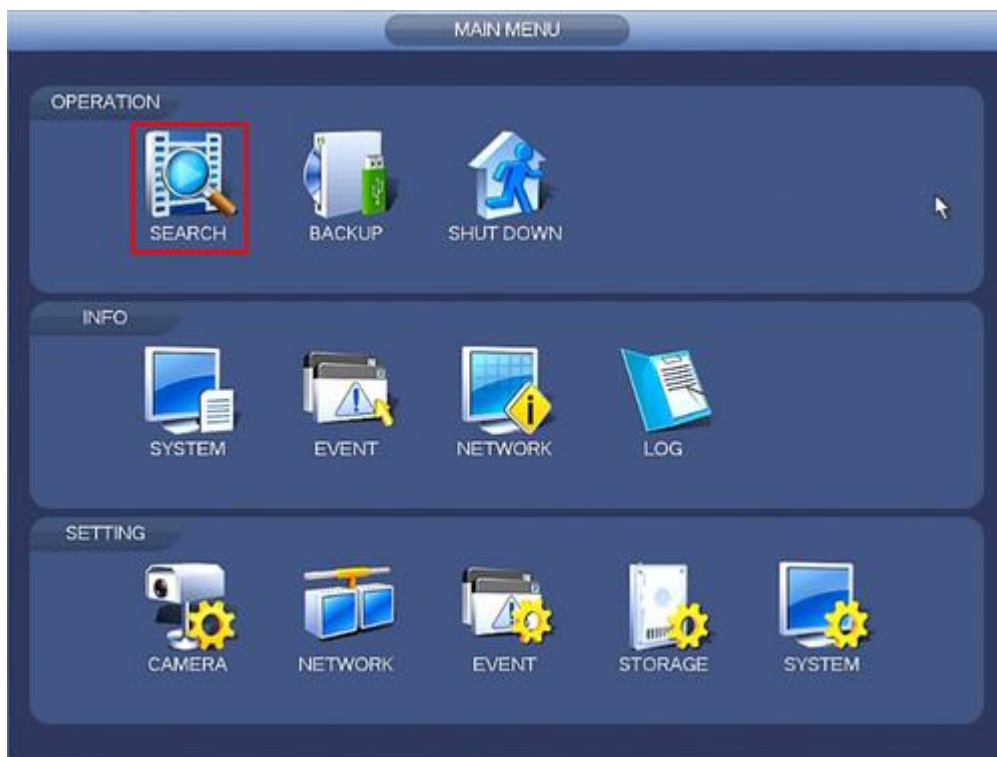 MAIN MENU
OPERATION
SEARCH BACKUP SHUT DOWN
INFO
SYSTEM EVENT NETWORK LOG
SETTING
CAMERA NETWORK EVENT STORAGE SYSTEM